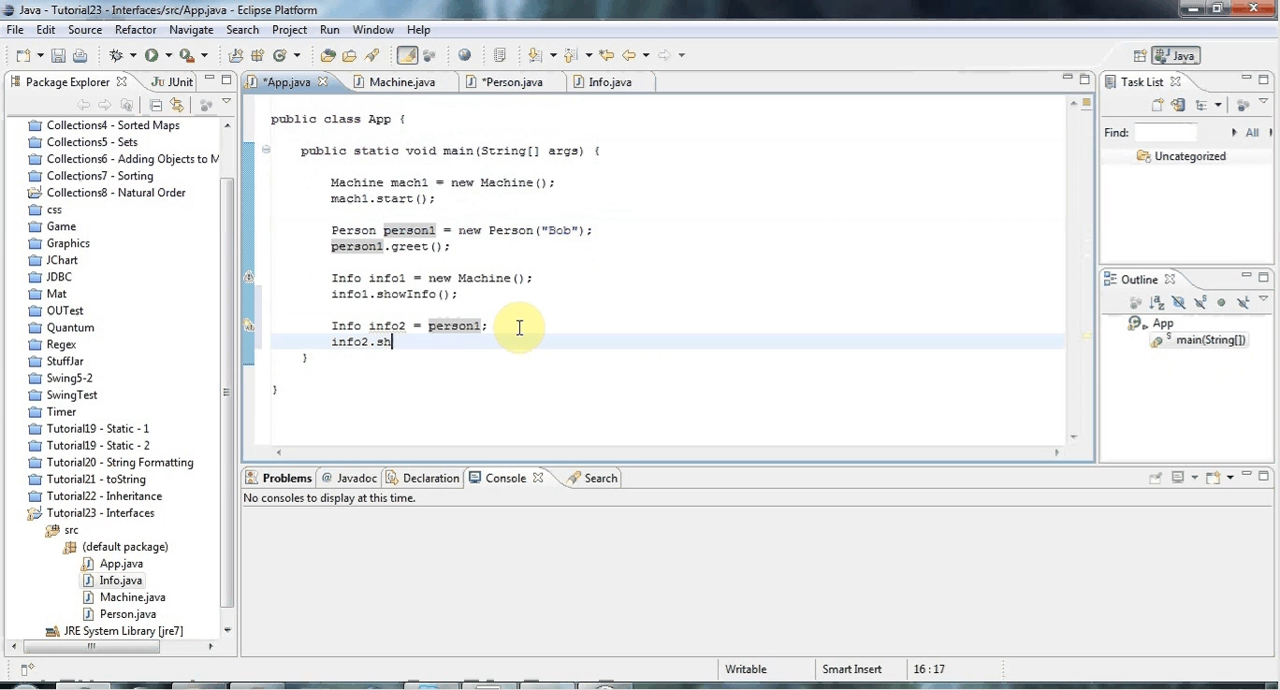 Java - Tutorial23 - Interfaces/src/App.java - Eclipse Platform
File Edit Source Refactor Navigate Search Project Run Window Help
Java
Package Explorer JUnit
*App.java Machine.java *Person.java Info.java
Task List
Find: All
Uncategorized
Collections4 - Sorted Maps
Collections5 - Sets
Collections6 - Adding Objects to M
Collections7 - Sorting
Collections8 - Natural Order
css
Game
Graphics
JChart
JDBC
Mat
OUTest
Quantum
Regex
StuffJar
Swing5-2
SwingTest
Timer
Tutorial19 - Static - 1
Tutorial19 - Static - 2
Tutorial20 - String Formatting
Tutorial21 - toString
Tutorial22 - Inheritance
Tutorial23 - Interfaces
src
(default package)
App.java
Info.java
Machine.java
Person.java
JRE System Library [jre7]
public class App {
public static void main(String[] args) {
Machine mach1 = new Machine();
mach1.start();
Person person1 = new Person("Bob");
person1.greet();
Info info1 = new Machine();
info1.showInfo();
Info info2 = person1;
info2.sh
}
}
Outline
App
S main(String[])
Problems @ Javadoc Declaration Console Search
No consoles to display at this time.
Writable Smart Insert 16 : 17